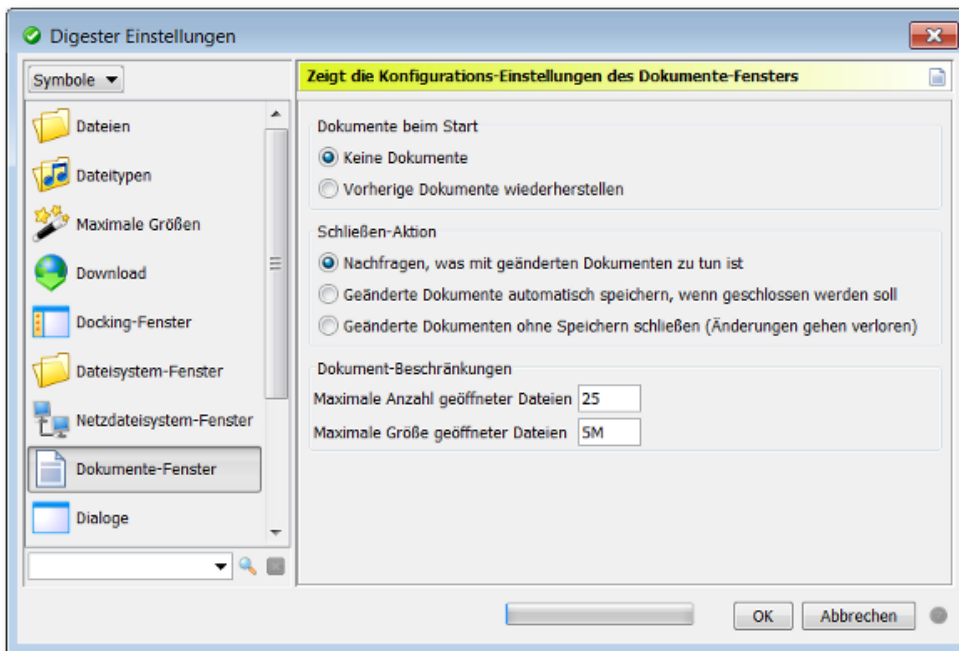 Digester Einstellungen
Symbole
Dateien
Dateitypen
Maximale Größen
Download
Docking-Fenster
Dateisystem-Fenster
Netzdateisystem-Fenster
Dokumente-Fenster
Dialoge
Zeigt die Konfigurations-Einstellungen des Dokumente-Fensters
Dokumente beim Start
Keine Dokumente
Vorherige Dokumente wiederherstellen
Schließen-Aktion
Nachfragen, was mit geänderten Dokumenten zu tun ist
Geänderte Dokumente automatisch speichern, wenn geschlossen werden soll
Geänderte Dokumenten ohne Speichern schließen (Änderungen gehen verloren)
Dokument-Beschränkungen
Maximale Anzahl geöffneter Dateien 25
Maximale Größe geöffneter Dateien 5M
OK Abbrechen